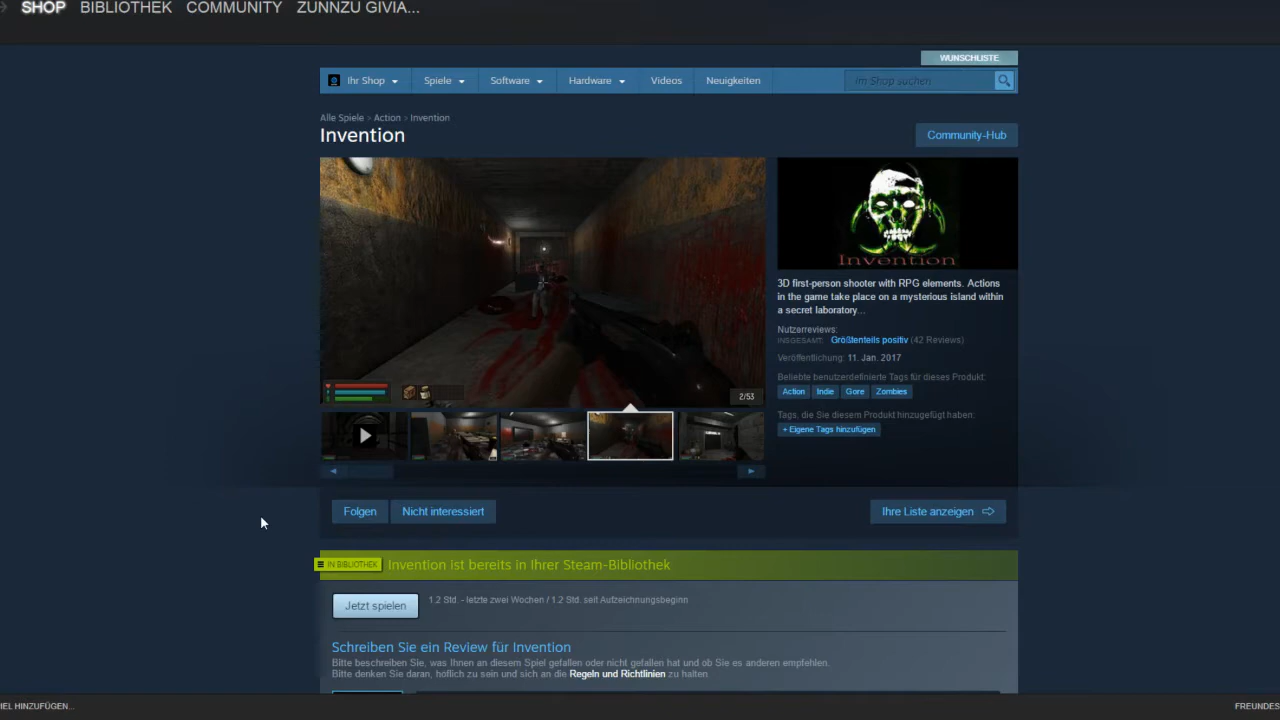 SHOP BIBLIOTHEK COMMUNITY ZUNNZU GIVIA...
WUNSCHLISTE
Ihr Shop Spiele Software Hardware Videos Neuigkeiten im Shop suchen
Alle Spiele > Action > Invention
Invention
Community-Hub
Invention
3D first-person shooter with RPG elements. Actions
in the game take place on a mysterious island within
a secret laboratory...
Nutzerreviews:
INSGESAMT: Größtenteils positiv (42 Reviews)
Veröffentlichung: 11. Jan. 2017
Beliebte benutzerdefinierte Tags für dieses Produkt:
Action Indie Gore Zombies
2/53
Tags, die Sie diesem Produkt hinzugefügt haben:
+ Eigene Tags hinzufügen
Folgen Nicht interessiert Ihre Liste anzeigen
IN BIBLIOTHEK Invention ist bereits in Ihrer Steam-Bibliothek
Jetzt spielen 1.2 Std. - letzte zwei Wochen / 1.2 Std. seit Aufzeichnungsbeginn
Schreiben Sie ein Review für Invention
Bitte beschreiben Sie, was Ihnen an diesem Spiel gefallen oder nicht gefallen hat und ob Sie es anderen empfehlen.
Bitte denken Sie daran, höflich zu sein und sich an die Regeln und Richtlinien zu halten.
IEL HINZUFÜGEN... FREUNDES